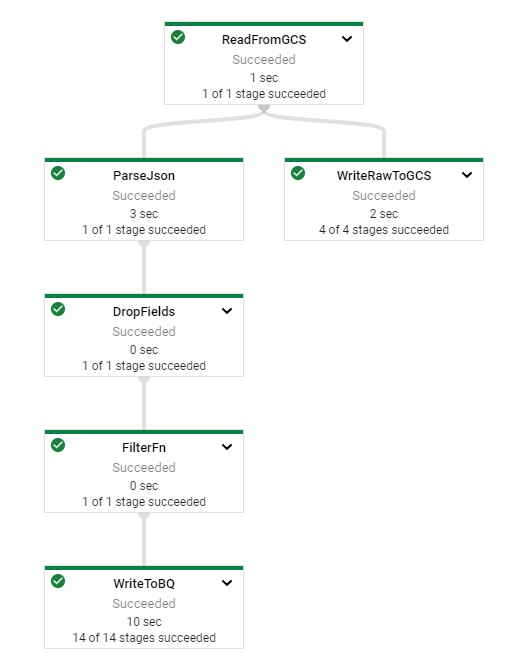 ReadFromGCS
Succeeded
1 sec
1 of 1 stage succeeded
ParseJson
Succeeded
3 sec
1 of 1 stage succeeded
WriteRawToGCS
Succeeded
2 sec
4 of 4 stages succeeded
DropFields
Succeeded
0 sec
1 of 1 stage succeeded
FilterFn
Succeeded
0 sec
1 of 1 stage succeeded
WriteToBQ
Succeeded
10 sec
14 of 14 stages succeeded